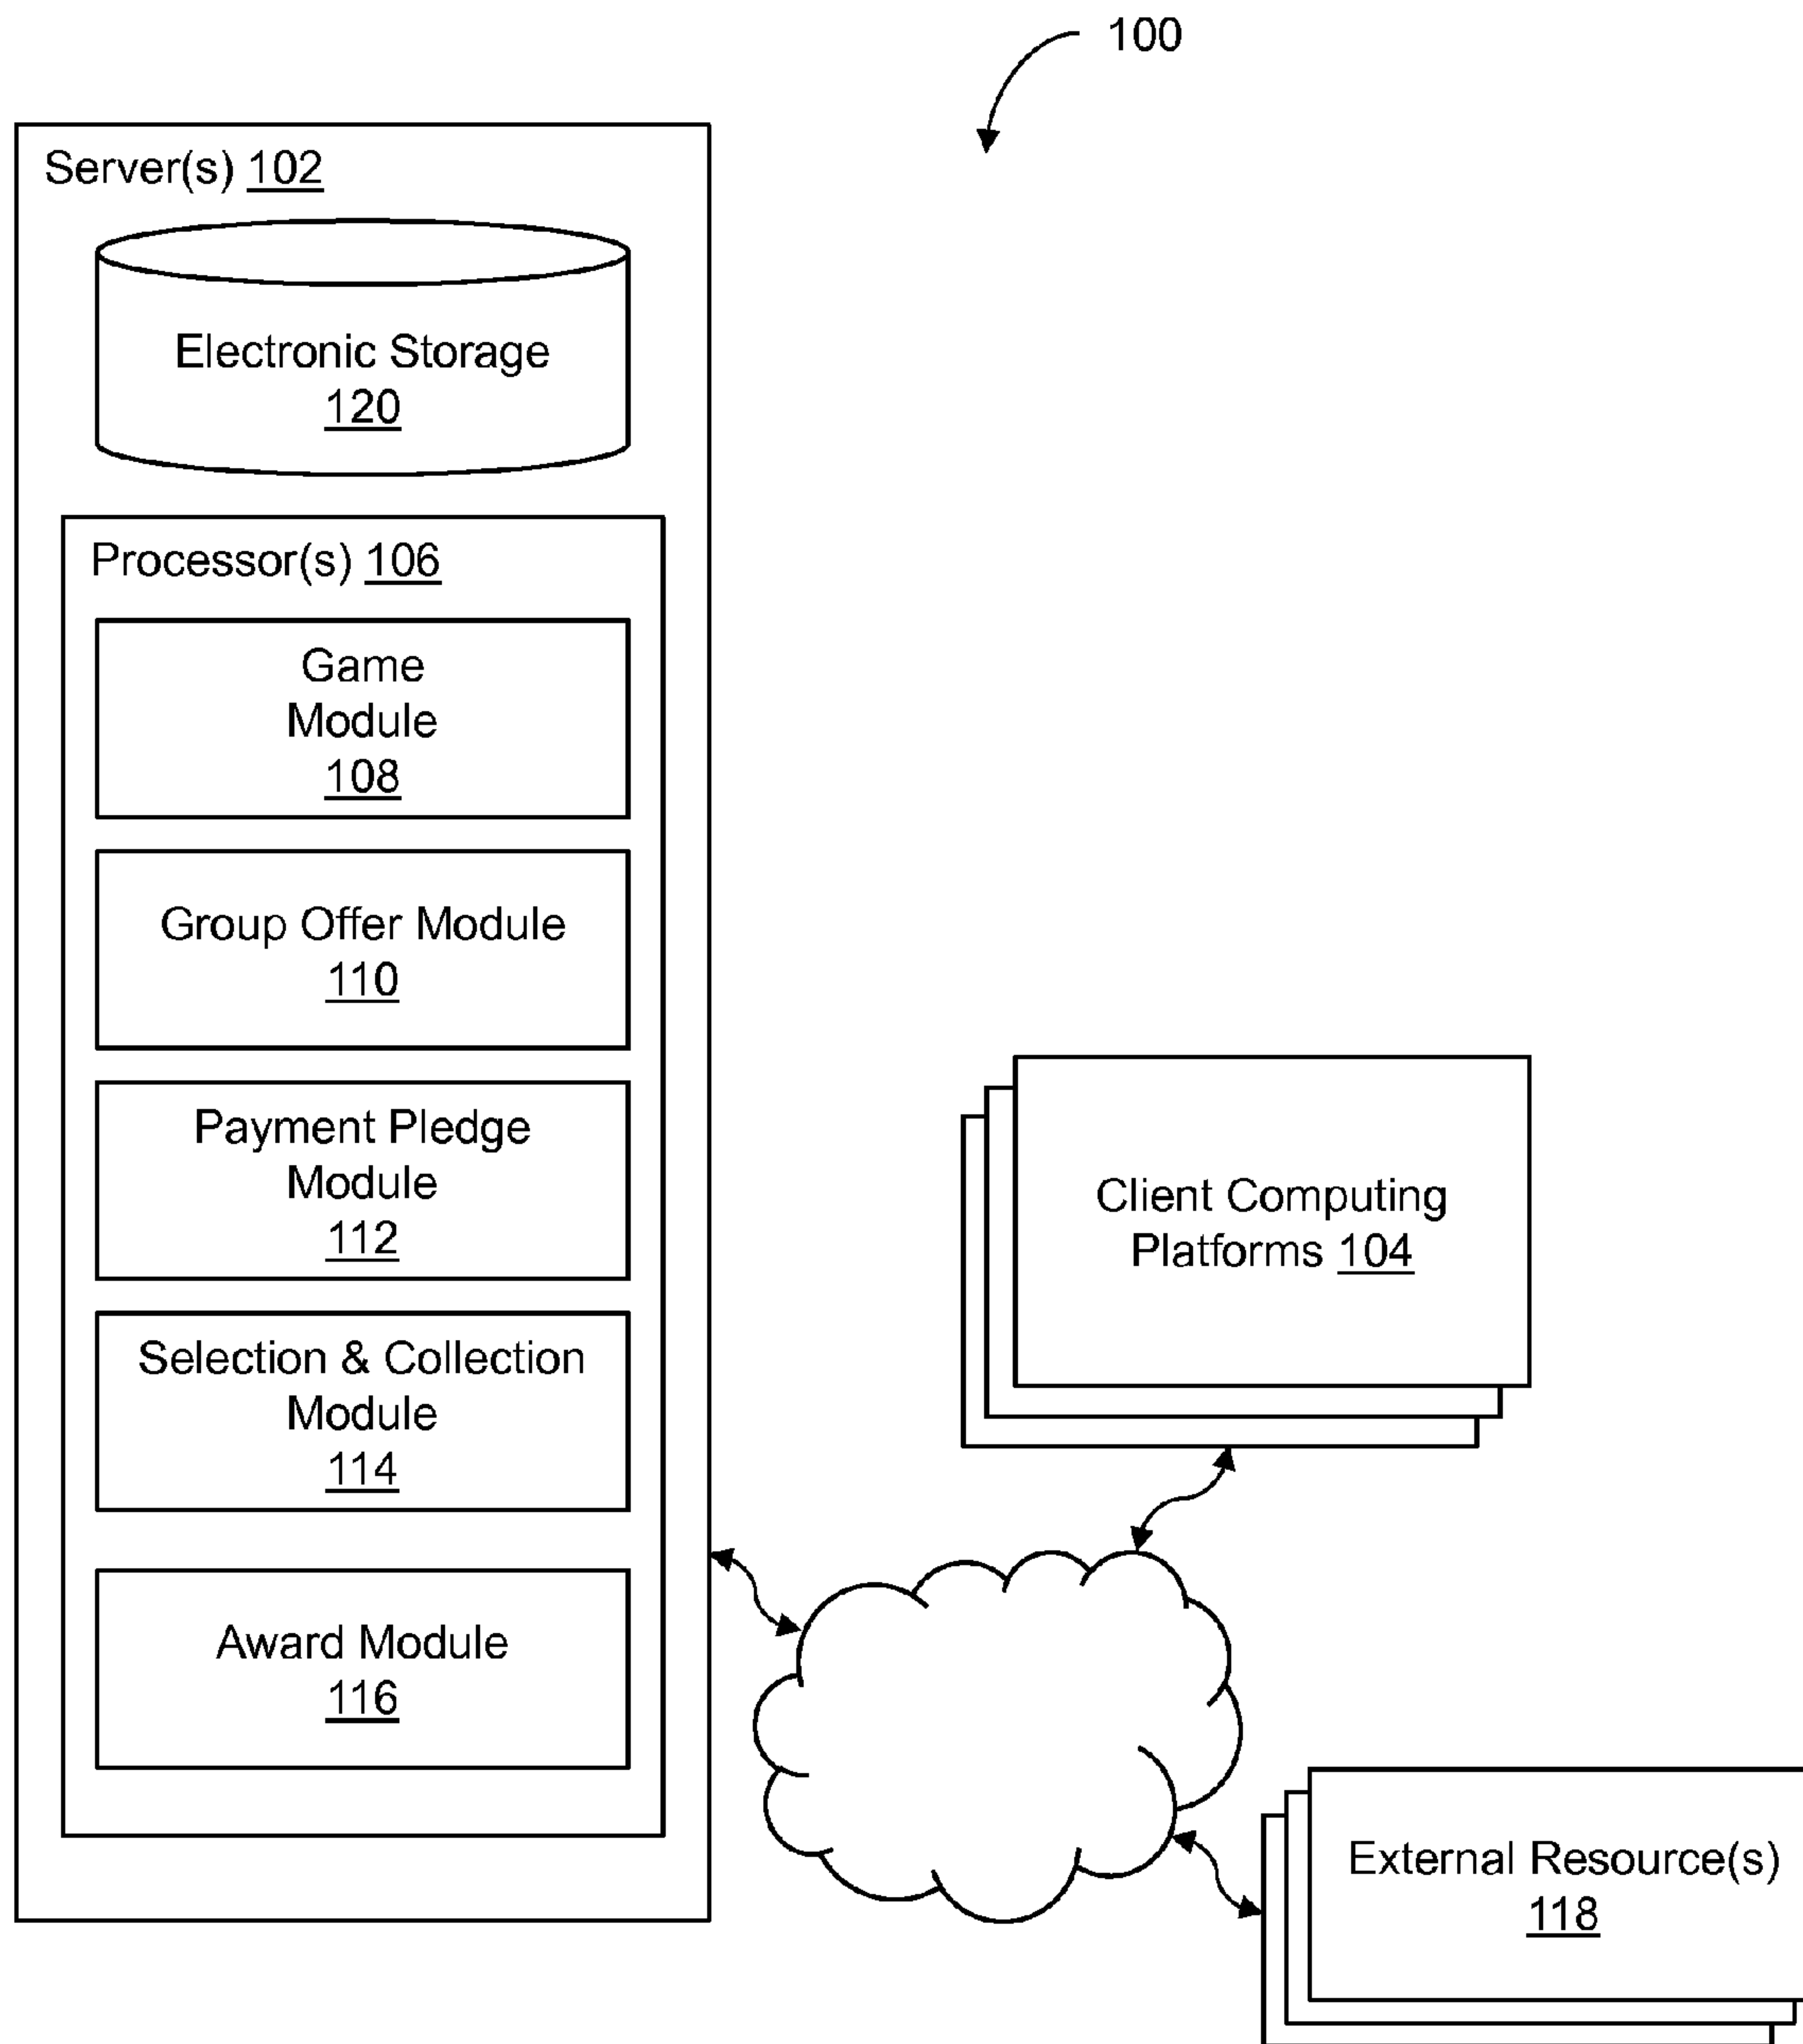 100
Server(s) 102
Electronic Storage
120
Processor(s) 106
Game
Module
108
Group Offer Module
110
Payment Pledge
Module
112
Selection & Collection
Module
114
Award Module
116
Client Computing
Platforms 104
External Resource(s)
118